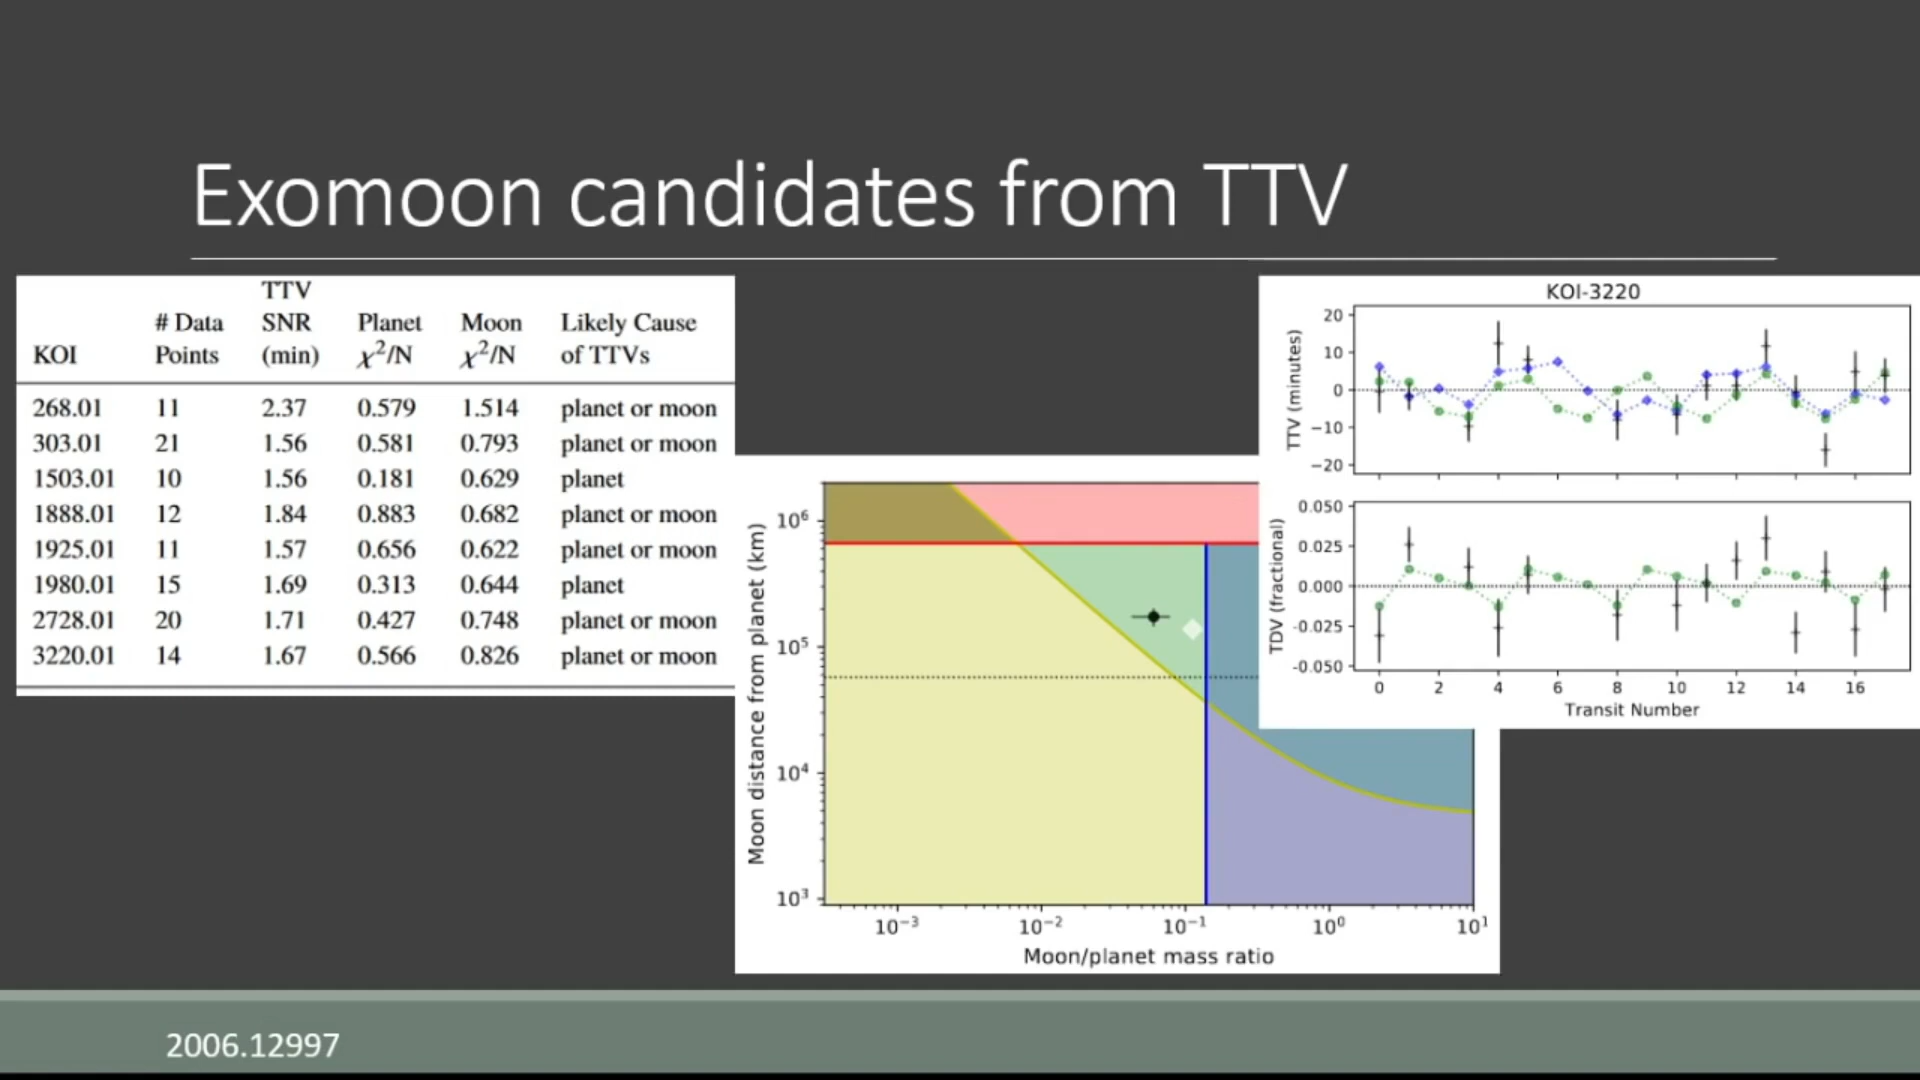 Exomoon candidates from TTV
TTV
# Data SNR Planet Moon Likely Cause
KOI Points (min) χ²/N χ²/N of TTVs
268.01 11 2.37 0.579 1.514 planet or moon
303.01 21 1.56 0.581 0.793 planet or moon
1503.01 10 1.56 0.181 0.629 planet
1888.01 12 1.84 0.883 0.682 planet or moon
1925.01 11 1.57 0.656 0.622 planet or moon
1980.01 15 1.69 0.313 0.644 planet
2728.01 20 1.71 0.427 0.748 planet or moon
3220.01 14 1.67 0.566 0.826 planet or moon
Moon distance from planet (km)
10⁶
10⁵
10⁴
10³
10⁻³ 10⁻² 10⁻¹ 10⁰ 10¹
Moon/planet mass ratio
KOI-3220
TTV (minutes)
20
10
0
−10
−20
TDV (fractional)
0.050
0.025
0.000
-0.025
-0.050
0 2 4 6 8 10 12 14 16
Transit Number
2006.12997